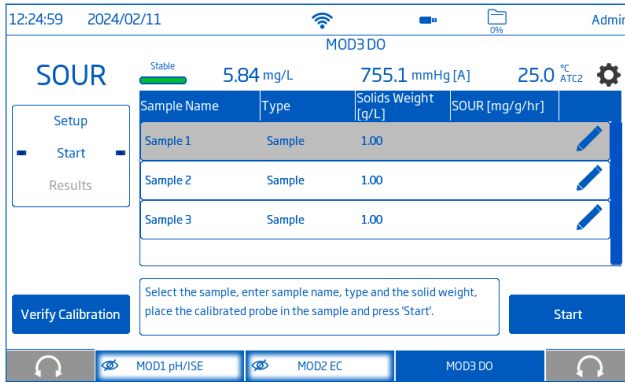 12:24:59 2024/02/11 0% Admin
MOD3 DO
SOUR Stable 5.84 mg/L 755.1 mmHg [A] 25.0 °C ATC2
Setup
Start
Results
Sample Name Type Solids Weight [g/L] SOUR [mg/g/hr]
Sample 1 Sample 1.00
Sample 2 Sample 1.00
Sample 3 Sample 1.00
Verify Calibration
Select the sample, enter sample name, type and the solid weight,
place the calibrated probe in the sample and press 'Start'.
Start
MOD1 pH/ISE MOD2 EC MOD3 DO